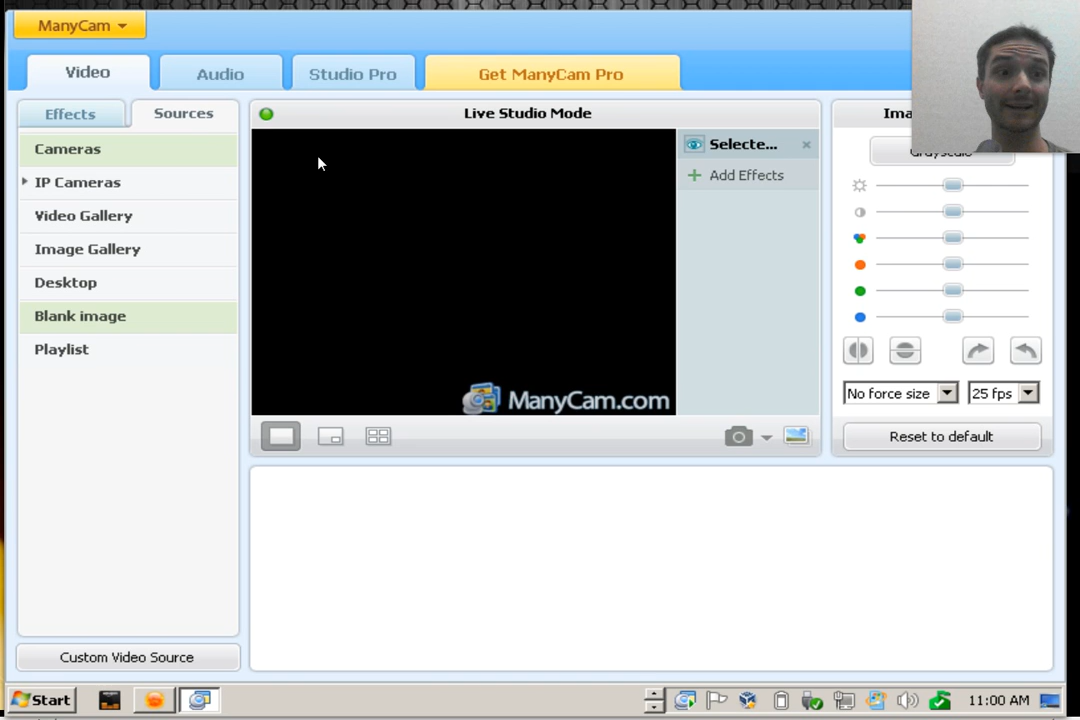 ManyCam
Video
Audio
Studio Pro
Get ManyCam Pro
Effects
Sources
Live Studio Mode
Cameras
IP Cameras
Video Gallery
Image Gallery
Desktop
Blank image
Playlist
Custom Video Source
Selecte...
Add Effects
ManyCam.com
Ima
Grayscale
No force size
25 fps
Reset to default
Start
11:00 AM